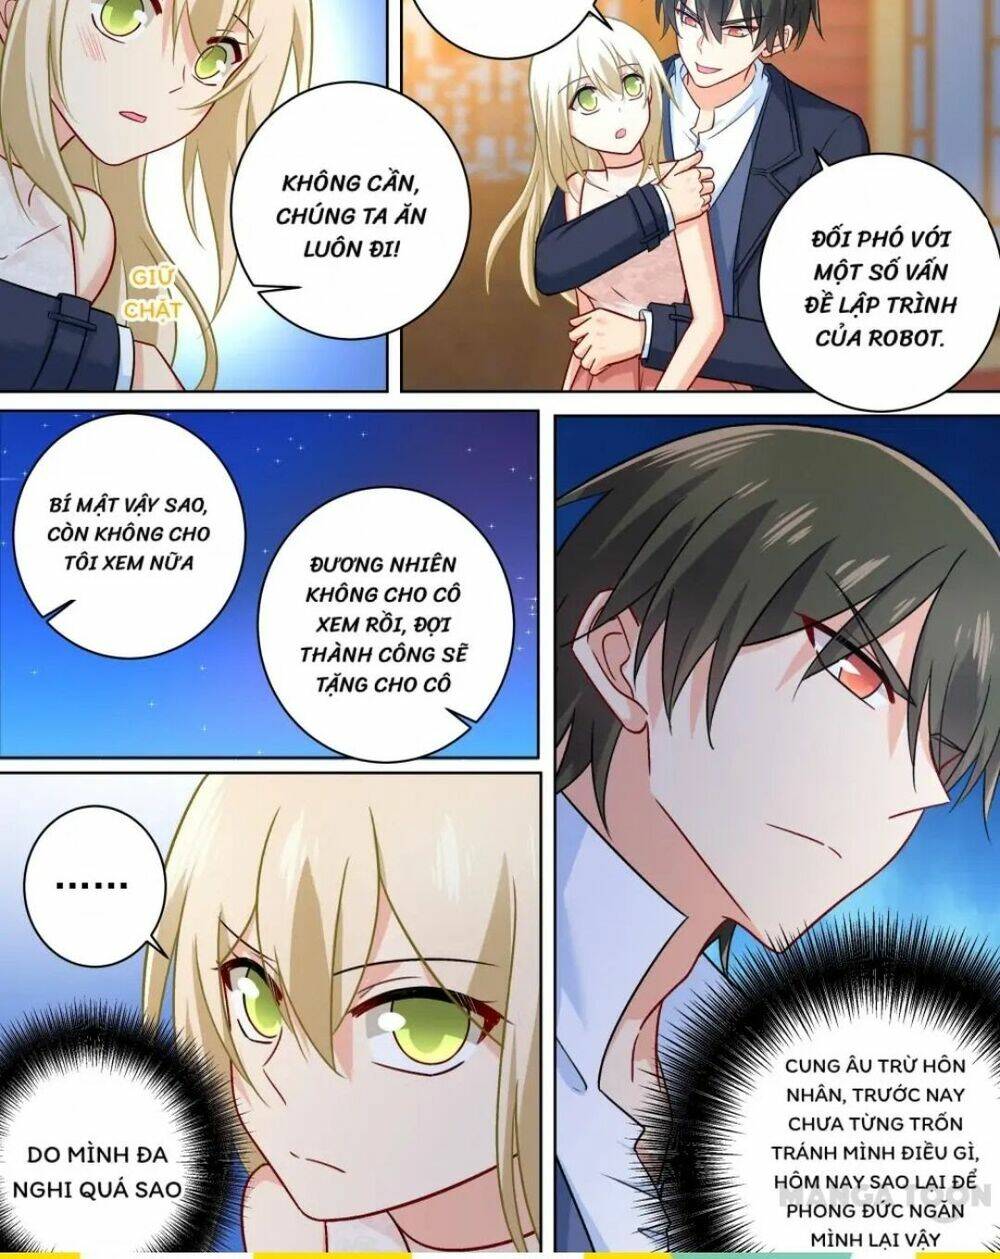 KHÔNG CẦN,
CHÚNG TA ĂN
LUÔN ĐI!
GIỮ
CHẶT
ĐỐI PHÓ VỚI
MỘT SỐ VẤN
ĐỀ LẬP TRÌNH
CỦA ROBOT.
BÍ MẬT VẬY SAO,
CÒN KHÔNG CHO
TÔI XEM NỮA
ĐƯƠNG NHIÊN
KHÔNG CHO CÔ
XEM RỒI, ĐỢI
THÀNH CÔNG SẼ
TẶNG CHO CÔ
......
DO MÌNH ĐA
NGHI QUÁ SAO
CUNG ÂU TRỪ HÔN
NHÂN, TRƯỚC NAY
CHƯA TỪNG TRỐN
TRÁNH MÌNH ĐIỀU GÌ,
HÔM NAY SAO LẠI ĐỂ
PHONG ĐỨC NGĂN
MÌNH LẠI VẬY
MANGATOON